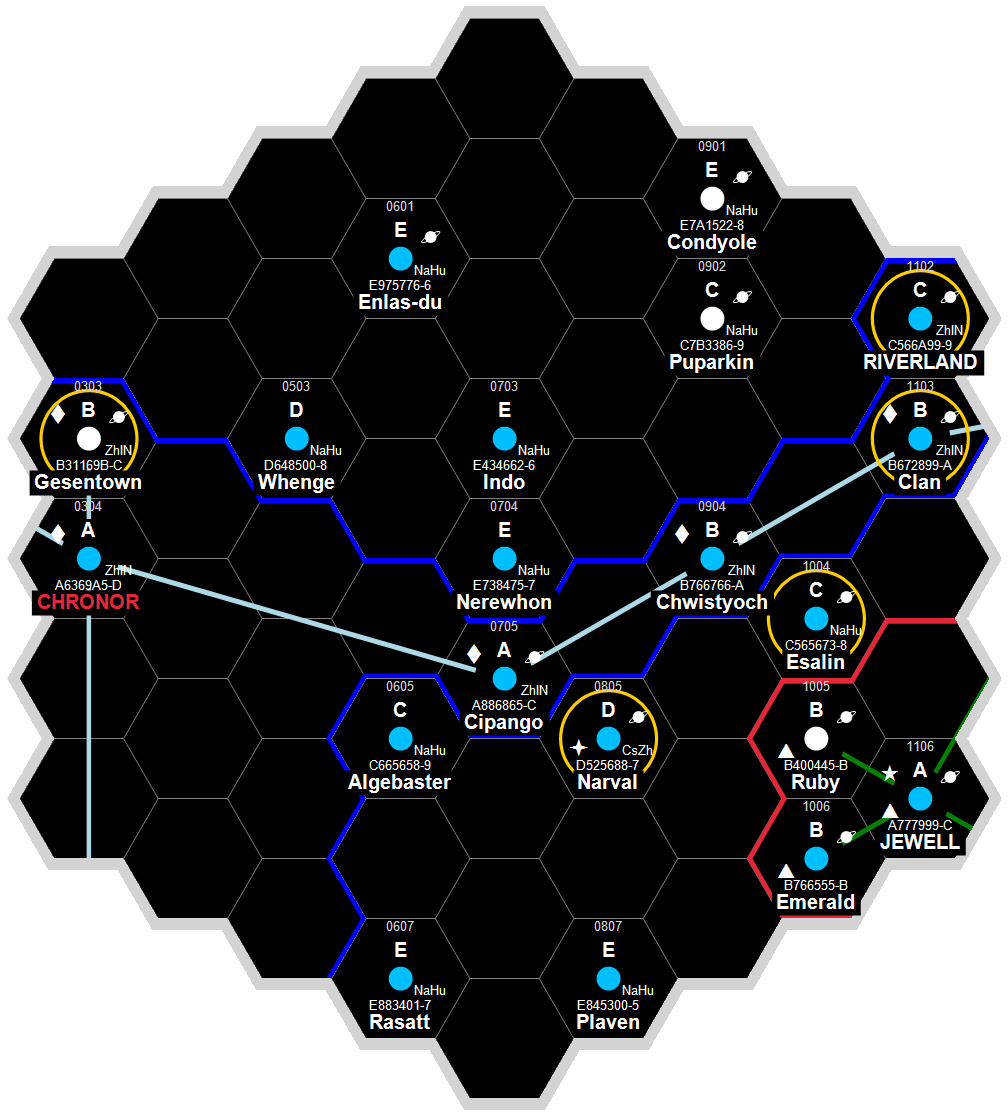 0901
E
NaHu
E7A1522-8
Condyole
0601
E
NaHu
E975776-6
Enlas-du
0902
C
NaHu
C7B3386-9
Puparkin
1102
C
ZhIN
C566A99-9
RIVERLAND
0303
B
ZhIN
B31169B-C
Gesentown
0503
D
NaHu
D648500-8
Whenge
0703
E
NaHu
E434662-6
Indo
1103
B
ZhIN
B672899-A
Clan
0304
A
ZhIN
A6369A5-D
CHRONOR
0704
E
NaHu
E738475-7
Nerewhon
0904
B
ZhIN
B766766-A
Chwistyoch
1004
C
NaHu
C565673-8
Esalin
0705
A
ZhIN
A886865-C
Cipango
0605
C
NaHu
C665658-9
Algebaster
0805
D
CsZh
D525688-7
Narval
1005
B
B400445-B
Ruby
1106
A
A777999-C
JEWELL
1006
B
B766555-B
Emerald
0607
E
NaHu
E883401-7
Rasatt
0807
E
NaHu
E845300-5
Plaven